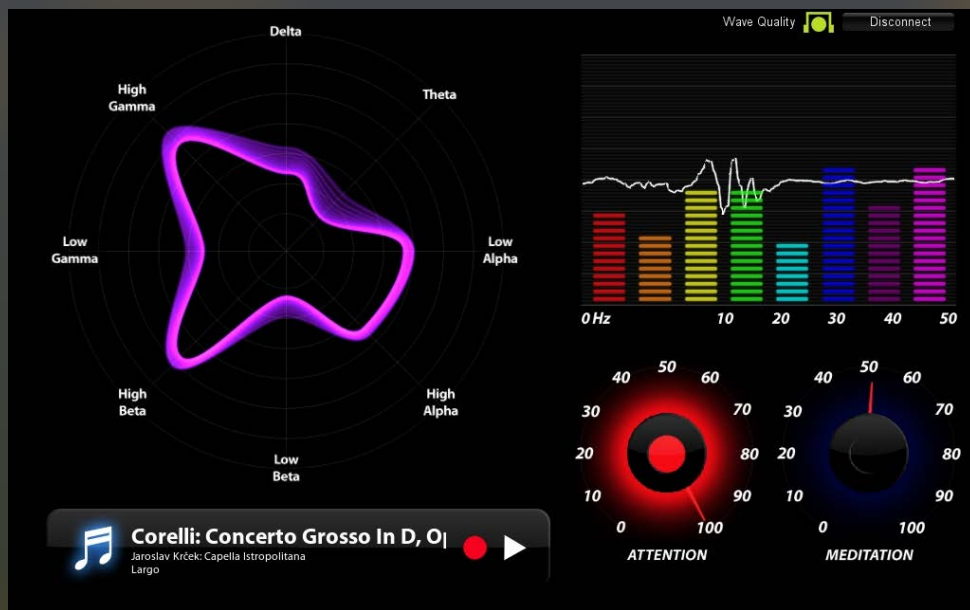 Wave Quality
Disconnect
Delta
Theta
Low
Alpha
High
Alpha
Low
Beta
High
Beta
Low
Gamma
High
Gamma
0 Hz 10 20 30 40 50
0 10 20 30 40 50 60 70 80 90 100
ATTENTION
0 10 20 30 40 50 60 70 80 90 100
MEDITATION
Corelli: Concerto Grosso In D, O
Jaroslav Krček: Capella Istropolitana
Largo